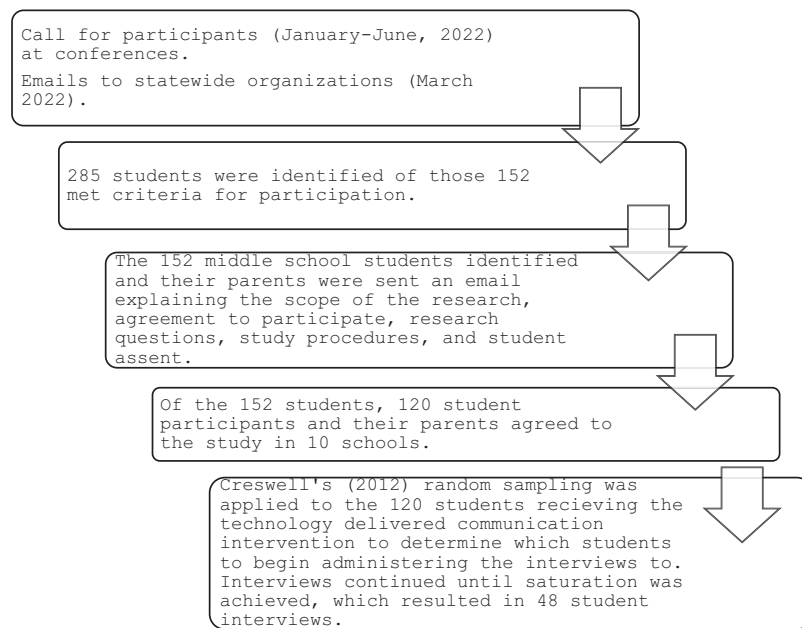 Call for participants (January-June, 2022)
at conferences.
Emails to statewide organizations (March
2022).
285 students were identified of those 152
met criteria for participation.
The 152 middle school students identified
and their parents were sent an email
explaining the scope of the research,
agreement to participate, research
questions, study procedures, and student
assent.
Of the 152 students, 120 student
participants and their parents agreed to
the study in 10 schools.
Creswell's (2012) random sampling was
applied to the 120 students recieving the
technology delivered communication
intervention to determine which students
to begin administering the interviews to.
Interviews continued until saturation was
achieved, which resulted in 48 student
interviews.